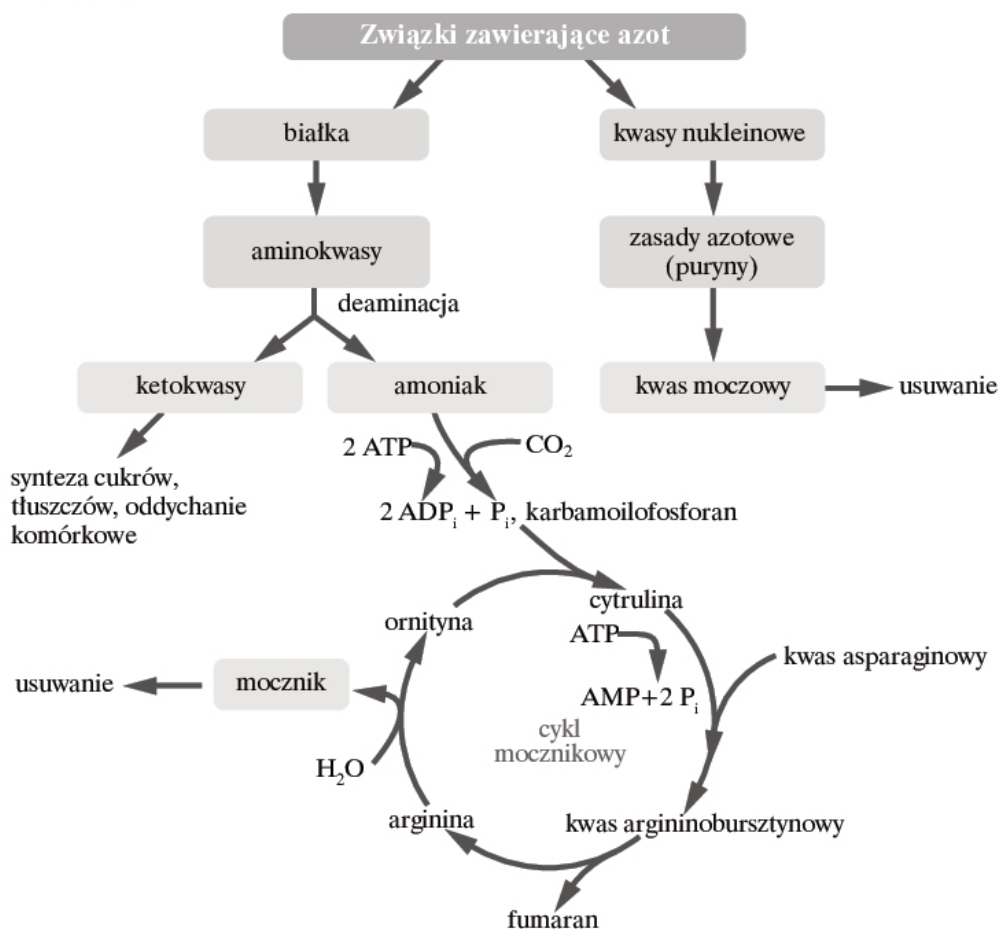 Związki zawierające azot
białka
kwasy nukleinowe
aminokwasy
zasady azotowe
(puryny)
deaminacja
ketokwasy
amoniak
kwas moczowy
usuwanie
2 ATP
CO₂
synteza cukrów,
tłuszczów, oddychanie
komórkowe
2 ADPᵢ + Pᵢ, karbamoilofosforan
cytrulina
ornityna
ATP
kwas asparaginowy
usuwanie
mocznik
AMP+2 Pᵢ
cykl
mocznikowy
H₂O
arginina
kwas argininobursztynowy
fumaran